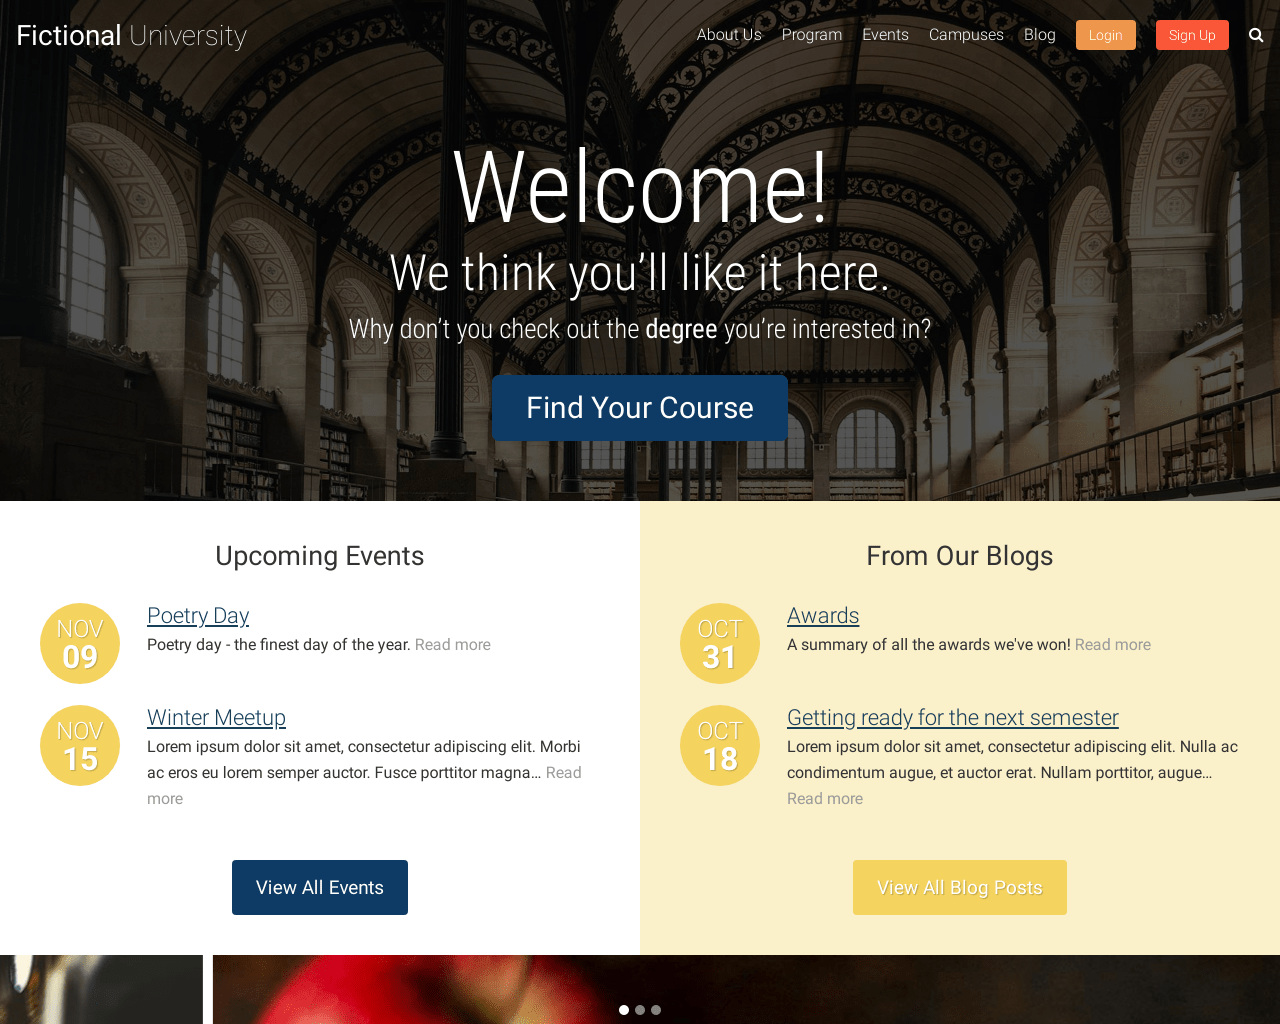 Fictional University
About Us Program Events Campuses Blog Login Sign Up
Welcome!
We think you’ll like it here.
Why don’t you check out the degree you’re interested in?
Find Your Course
Upcoming Events
NOV
09
Poetry Day
Poetry day - the finest day of the year. Read more
NOV
15
Winter Meetup
Lorem ipsum dolor sit amet, consectetur adipiscing elit. Morbi
ac eros eu lorem semper auctor. Fusce porttitor magna… Read
more
View All Events
From Our Blogs
OCT
31
Awards
A summary of all the awards we've won! Read more
OCT
18
Getting ready for the next semester
Lorem ipsum dolor sit amet, consectetur adipiscing elit. Nulla ac
condimentum augue, et auctor erat. Nullam porttitor, augue…
Read more
View All Blog Posts